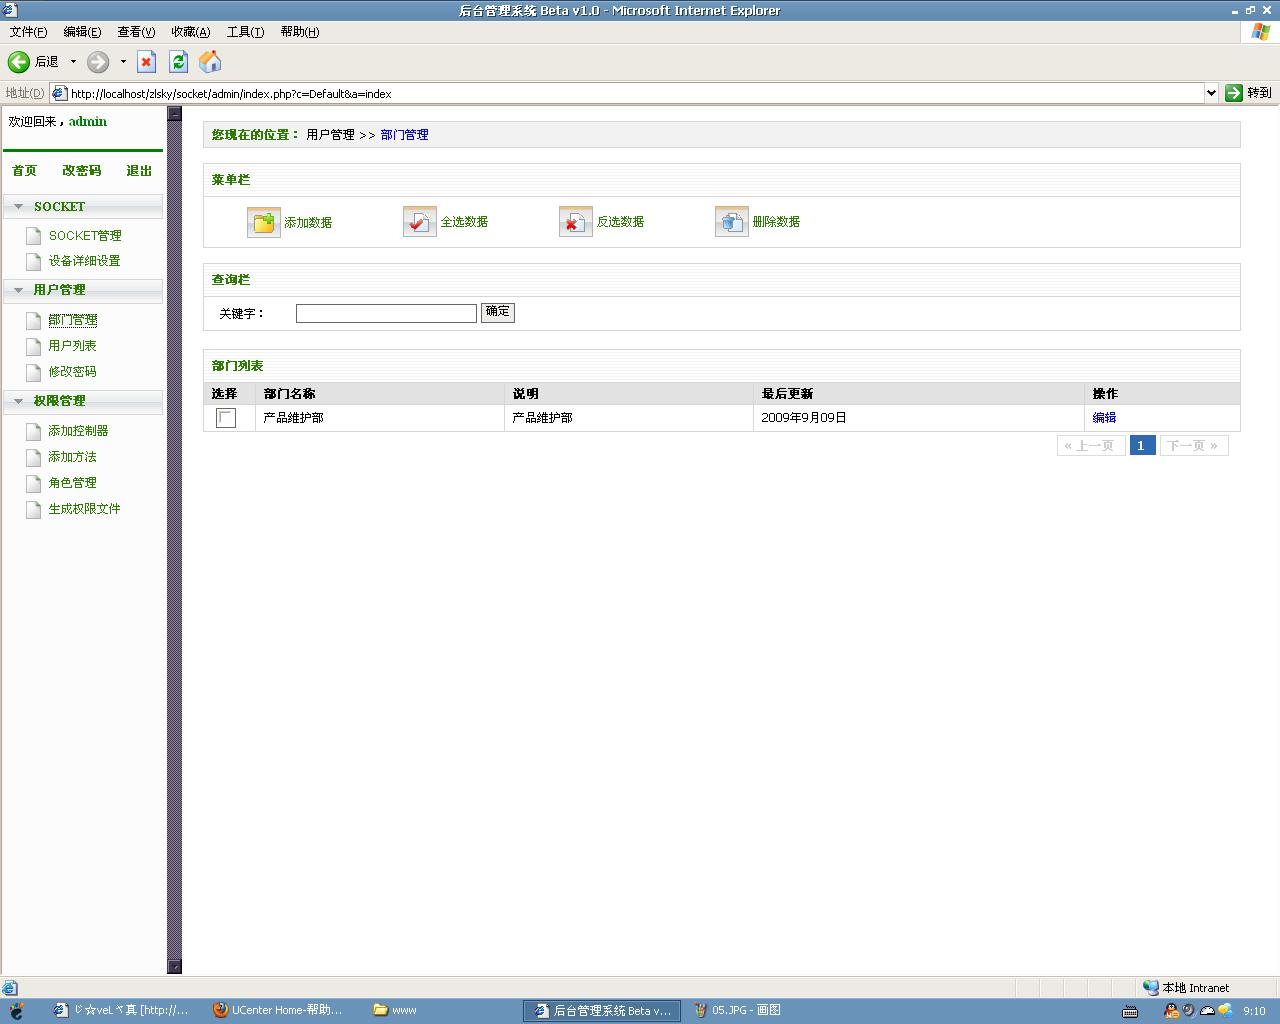 后台管理系统 Beta v1.0 - Microsoft Internet Explorer
文件(F) 编辑(E) 查看(V) 收藏(A) 工具(T) 帮助(H)
后退
地址(D) http://localhost/zlsky/socket/admin/index.php?c=Default&a=index 转到
欢迎回来，admin
首页 改密码 退出
SOCKET
SOCKET管理
设备详细设置
用户管理
部门管理
用户列表
修改密码
权限管理
添加控制器
添加方法
角色管理
生成权限文件
您现在的位置： 用户管理 >> 部门管理
菜单栏
添加数据 全选数据 反选数据 删除数据
查询栏
关键字： 确定
部门列表
选择 部门名称 说明 最后更新 操作
产品维护部 产品维护部 2009年9月09日 编辑
« 上一页 1 下一页 »
本地 Intranet
[http://... UCenter Home-帮助... www 后台管理系统 Beta v... 05.JPG - 画图 9:10